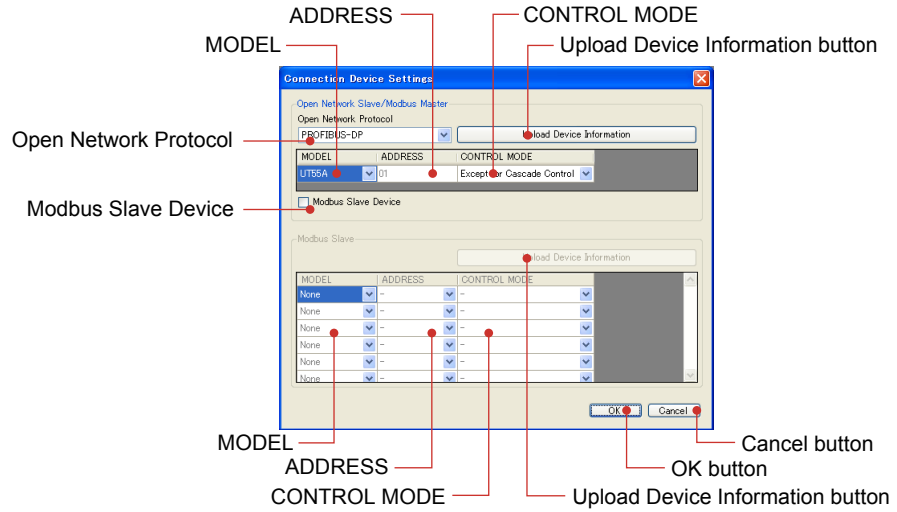 ADDRESS
CONTROL MODE
MODEL
Upload Device Information button
Connection Device Settings
Open Network Slave/Modbus Master
Open Network Protocol
Open Network Protocol
PROFIBUS-DP
Upload Device Information
MODEL ADDRESS CONTROL MODE
UT55A 01 Except for Cascade Control
Modbus Slave Device
Modbus Slave Device
Modbus Slave
Upload Device Information
MODEL ADDRESS CONTROL MODE
None - -
None - -
None - -
None - -
None - -
None - -
OK Cancel
MODEL
Cancel button
ADDRESS
OK button
CONTROL MODE
Upload Device Information button